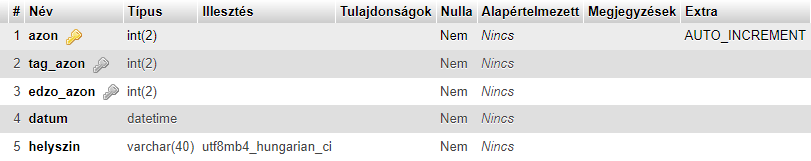 # Név Típus Illesztés Tulajdonságok Nulla Alapértelmezett Megjegyzések Extra
1 azon int(2) Nem Nincs AUTO_INCREMENT
2 tag_azon int(2) Nem Nincs
3 edzo_azon int(2) Nem Nincs
4 datum datetime Nem Nincs
5 helyszin varchar(40) utf8mb4_hungarian_ci Nem Nincs